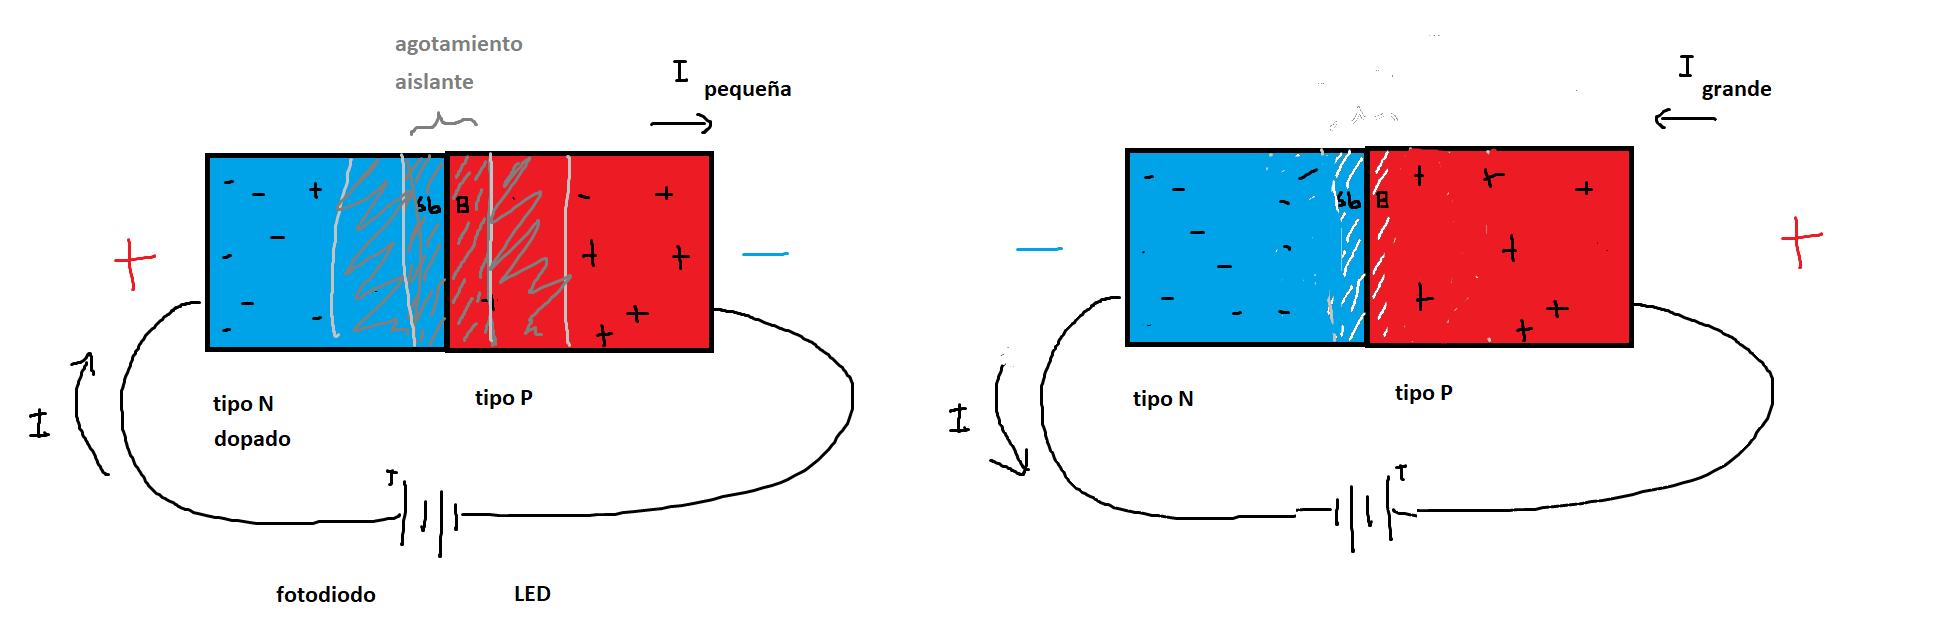 agotamiento
aislante
I pequeña
I grande
+ - - +
Sb B
Sb B
tipo N
dopado
tipo P
tipo N
tipo P
I
I
fotodiodo
LED